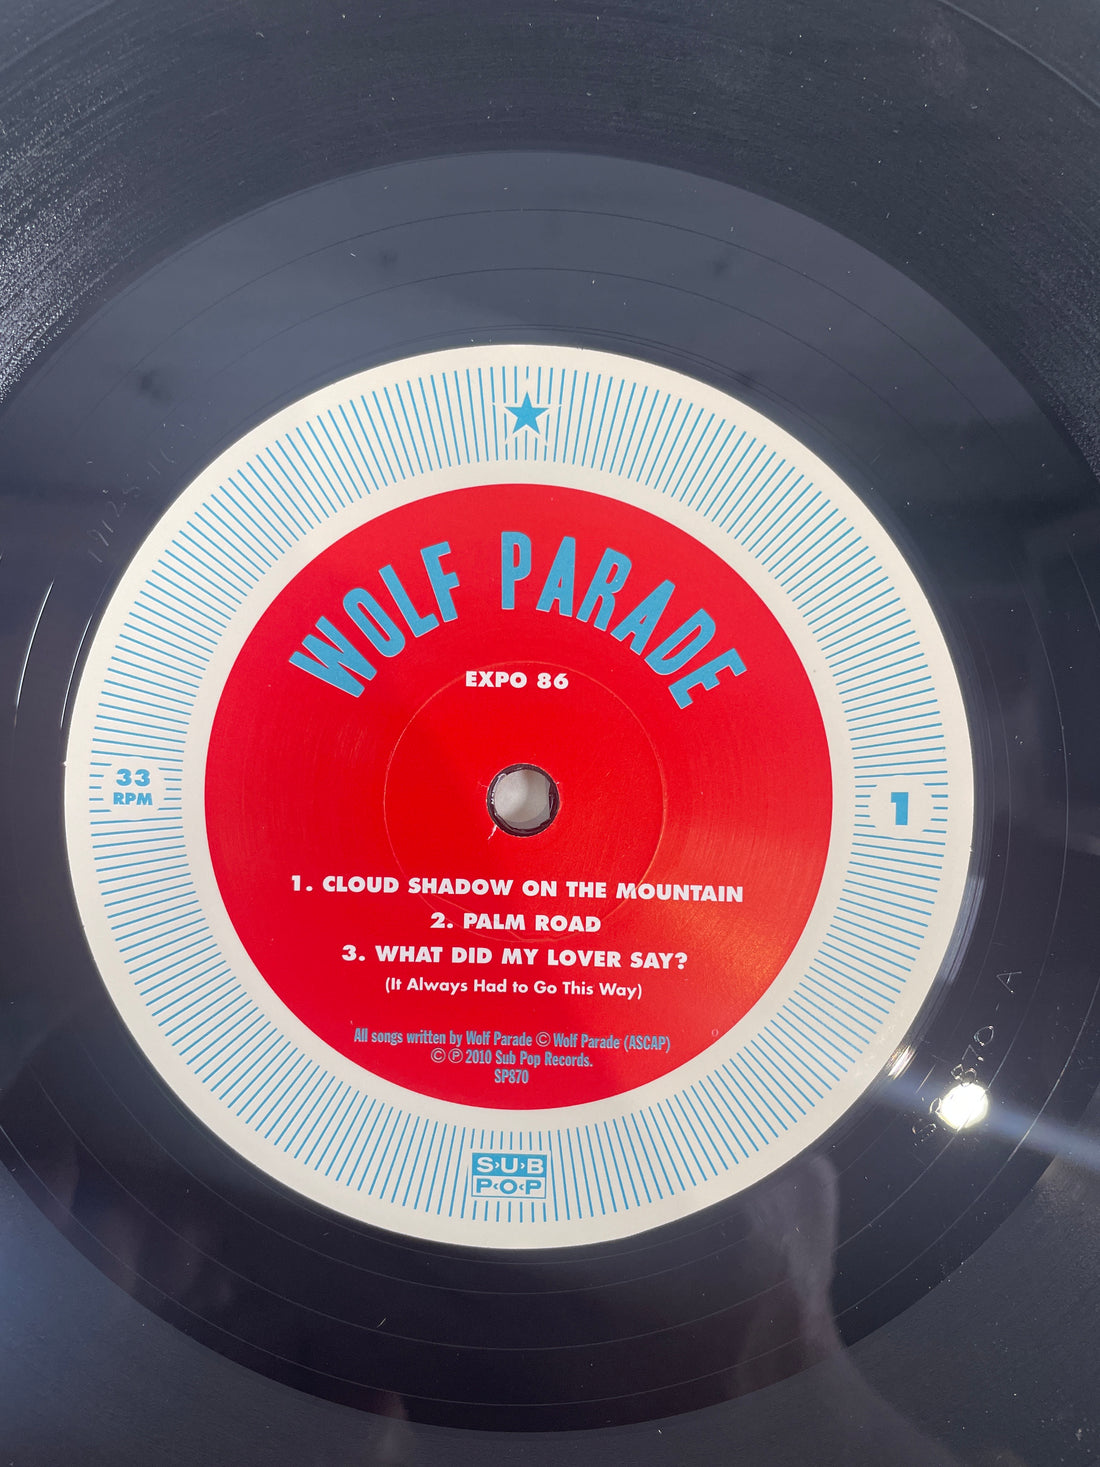 WOLF PARADE
EXPO 86
33
RPM
1
1. CLOUD SHADOW ON THE MOUNTAIN
2. PALM ROAD
3. WHAT DID MY LOVER SAY?
(It Always Had to Go This Way)
All songs written by Wolf Parade © Wolf Parade (ASCAP)
© ℗ 2010 Sub Pop Records.
SP870
S›U›B
P‹O‹P